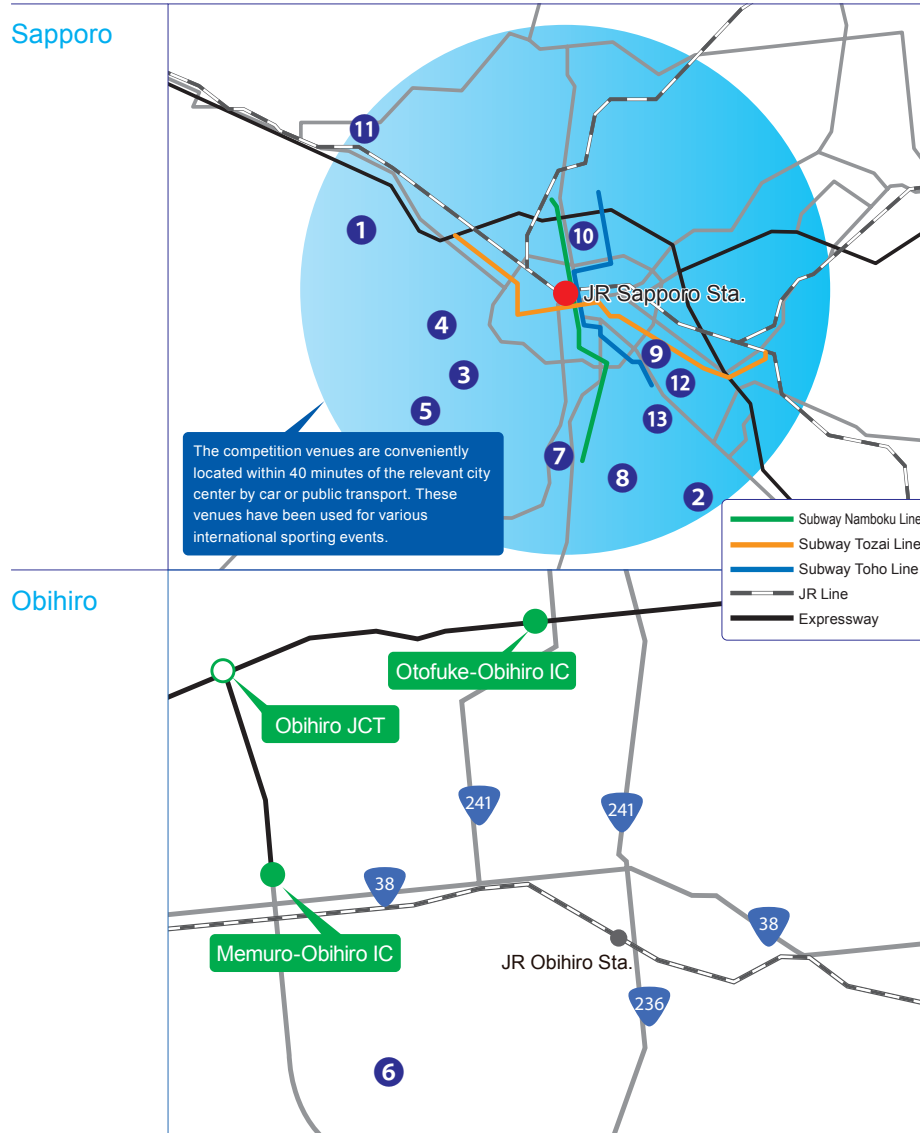 Sapporo
11
1
10
JR Sapporo Sta.
4
9
3
12
5
13
7
8
2
The competition venues are conveniently
located within 40 minutes of the relevant city
center by car or public transport. These
venues have been used for various
international sporting events.
Subway Namboku Line
Subway Tozai Line
Subway Toho Line
JR Line
Expressway
Obihiro
Otofuke-Obihiro IC
Obihiro JCT
241
241
38
38
Memuro-Obihiro IC
JR Obihiro Sta.
236
6